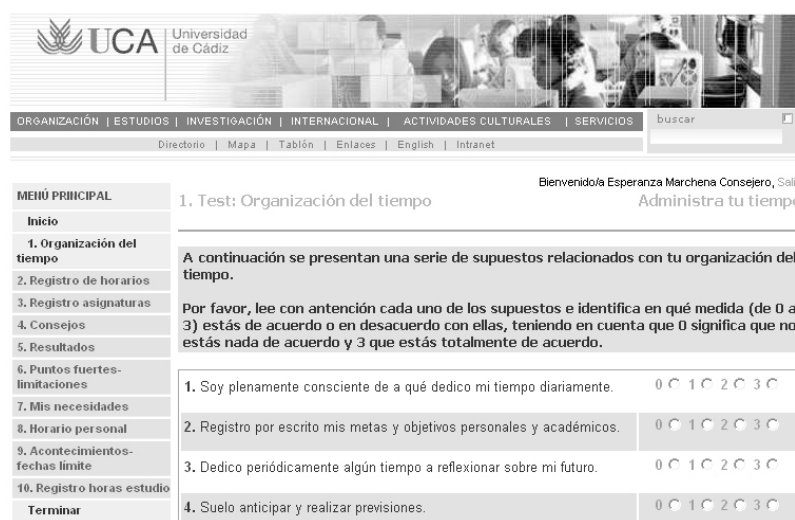 UCA
Universidad
de Cádiz
ORGANIZACIÓN | ESTUDIOS | INVESTIGACIÓN | INTERNACIONAL | ACTIVIDADES CULTURALES | SERVICIOS
buscar
Directorio | Mapa | Tablón | Enlaces | English | Intranet
Bienvenido/a Esperanza Marchena Consejero, Sali
MENÚ PRINCIPAL
Inicio
1. Organización del
tiempo
2. Registro de horarios
3. Registro asignaturas
4. Consejos
5. Resultados
6. Puntos fuertes-
limitaciones
7. Mis necesidades
8. Horario personal
9. Acontecimientos-
fechas límite
10. Registro horas estudio
Terminar
1. Test: Organización del tiempo
Administra tu tiempo
A continuación se presentan una serie de supuestos relacionados con tu organización del
tiempo.
Por favor, lee con antención cada uno de los supuestos e identifica en qué medida (de 0 a
3) estás de acuerdo o en desacuerdo con ellas, teniendo en cuenta que 0 significa que no
estás nada de acuerdo y 3 que estás totalmente de acuerdo.
1. Soy plenamente consciente de a qué dedico mi tiempo diariamente. 0 1 2 3
2. Registro por escrito mis metas y objetivos personales y académicos. 0 1 2 3
3. Dedico periódicamente algún tiempo a reflexionar sobre mi futuro. 0 1 2 3
4. Suelo anticipar y realizar previsiones. 0 1 2 3